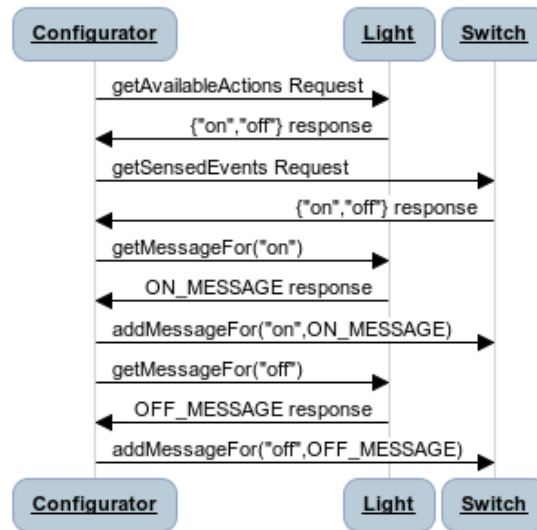 Configurator Light Switch
getAvailableActions Request
{"on","off"} response
getSensedEvents Request
{"on","off"} response
getMessageFor("on")
ON_MESSAGE response
addMessageFor("on",ON_MESSAGE)
getMessageFor("off")
OFF_MESSAGE response
addMessageFor("off",OFF_MESSAGE)
Configurator Light Switch